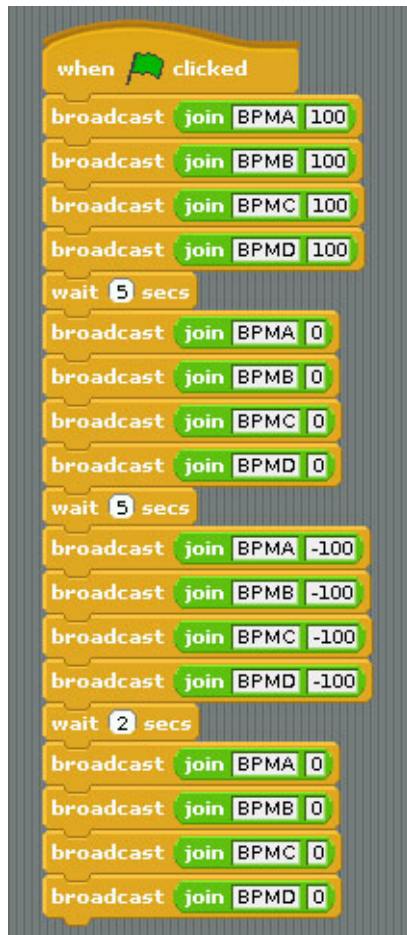 when clicked
broadcast join BPMA 100
broadcast join BPMB 100
broadcast join BPMC 100
broadcast join BPMD 100
wait 5 secs
broadcast join BPMA 0
broadcast join BPMB 0
broadcast join BPMC 0
broadcast join BPMD 0
wait 5 secs
broadcast join BPMA -100
broadcast join BPMB -100
broadcast join BPMC -100
broadcast join BPMD -100
wait 2 secs
broadcast join BPMA 0
broadcast join BPMB 0
broadcast join BPMC 0
broadcast join BPMD 0